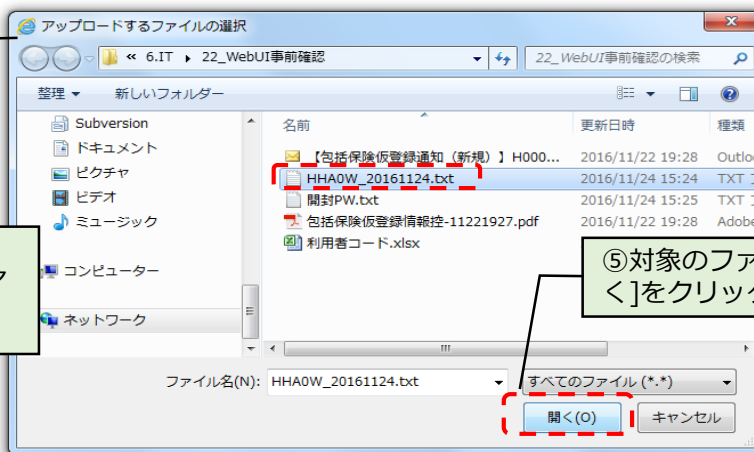 アップロードするファイルの選択
« 6.IT ▸ 22_WebUI事前確認
22_WebUI事前確認の検索
整理 ▼ 新しいフォルダー
名前 更新日時 種類
Subversion
ドキュメント
ピクチャ
ビデオ
ミュージック
コンピューター
ネットワーク
【包括保険仮登録通知（新規）】H000... 2016/11/22 19:28 Outlo
HHA0W_20161124.txt 2016/11/24 15:24 TXT
開封PW.txt 2016/11/24 15:25 TXT
包括保険仮登録情報控-11221927.pdf 2016/11/22 19:28 Adobe
利用者コード.xlsx
⑤対象のファ
く]をクリッ
ファイル名(N): HHA0W_20161124.txt すべてのファイル (*.*)
開く(O) キャンセル